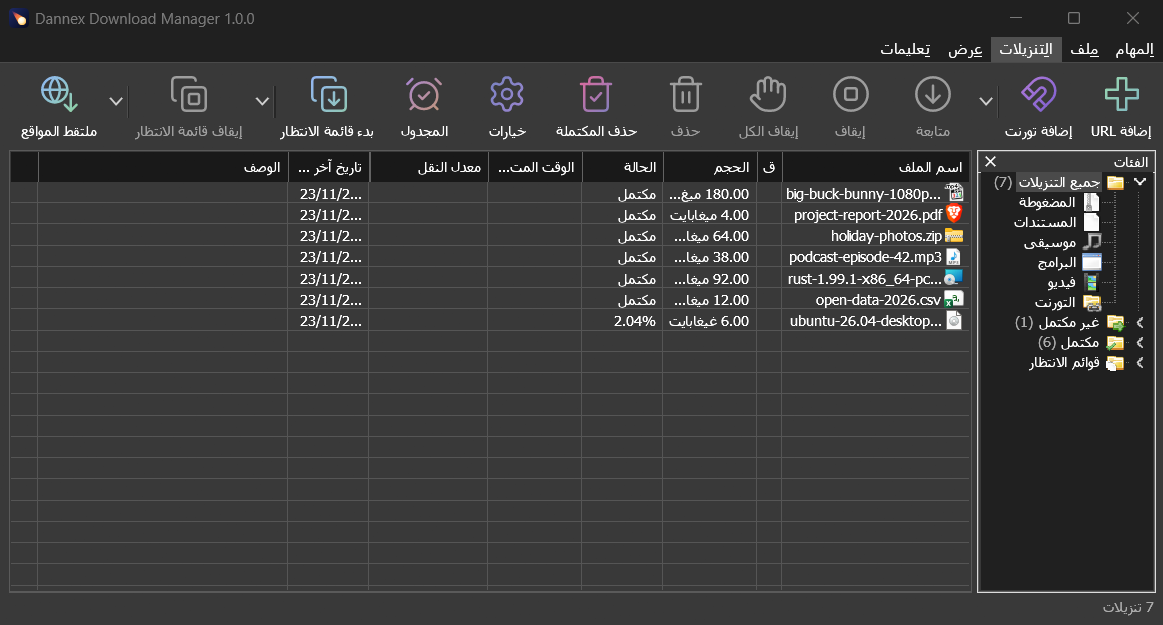 Dannex Download Manager 1.0.0
المهام ملف التنزيلات عرض تعليمات
إضافة URL إضافة تورنت متابعة إيقاف إيقاف الكل حذف حذف المكتملة خيارات المجدول بدء قائمة الانتظار إيقاف قائمة الانتظار ملتقط المواقع
الفئات
جميع التنزيلات (7)
المضغوطة
المستندات
موسيقى
البرامج
فيديو
التورنت
غير مكتمل (1)
مكتمل (6)
قوائم الانتظار
اسم الملف ق الحجم الحالة الوقت المت... معدل النقل تاريخ آخر ... الوصف
big-buck-bunny-1080p... 180.00 ميغ... مكتمل 23/11/2...
project-report-2026.pdf 4.00 ميغابايت مكتمل 23/11/2...
holiday-photos.zip 64.00 ميغا... مكتمل 23/11/2...
podcast-episode-42.mp3 38.00 ميغا... مكتمل 23/11/2...
rust-1.99.1-x86_64-pc... 92.00 ميغا... مكتمل 23/11/2...
open-data-2026.csv 12.00 ميغا... مكتمل 23/11/2...
ubuntu-26.04-desktop... 6.00 غيغابايت 2.04% 23/11/2...
7 تنزيلات